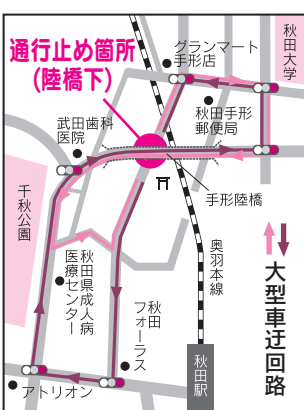 通行止め箇所
(陸橋下)
グランマート
手形店
秋田大学
秋田手形
郵便局
武田歯科
医院
手形陸橋
千秋公園
奥羽本線
秋田県成人病
医療センター
秋田
フォーラス
大型車迂回路
秋田駅
アトリオン